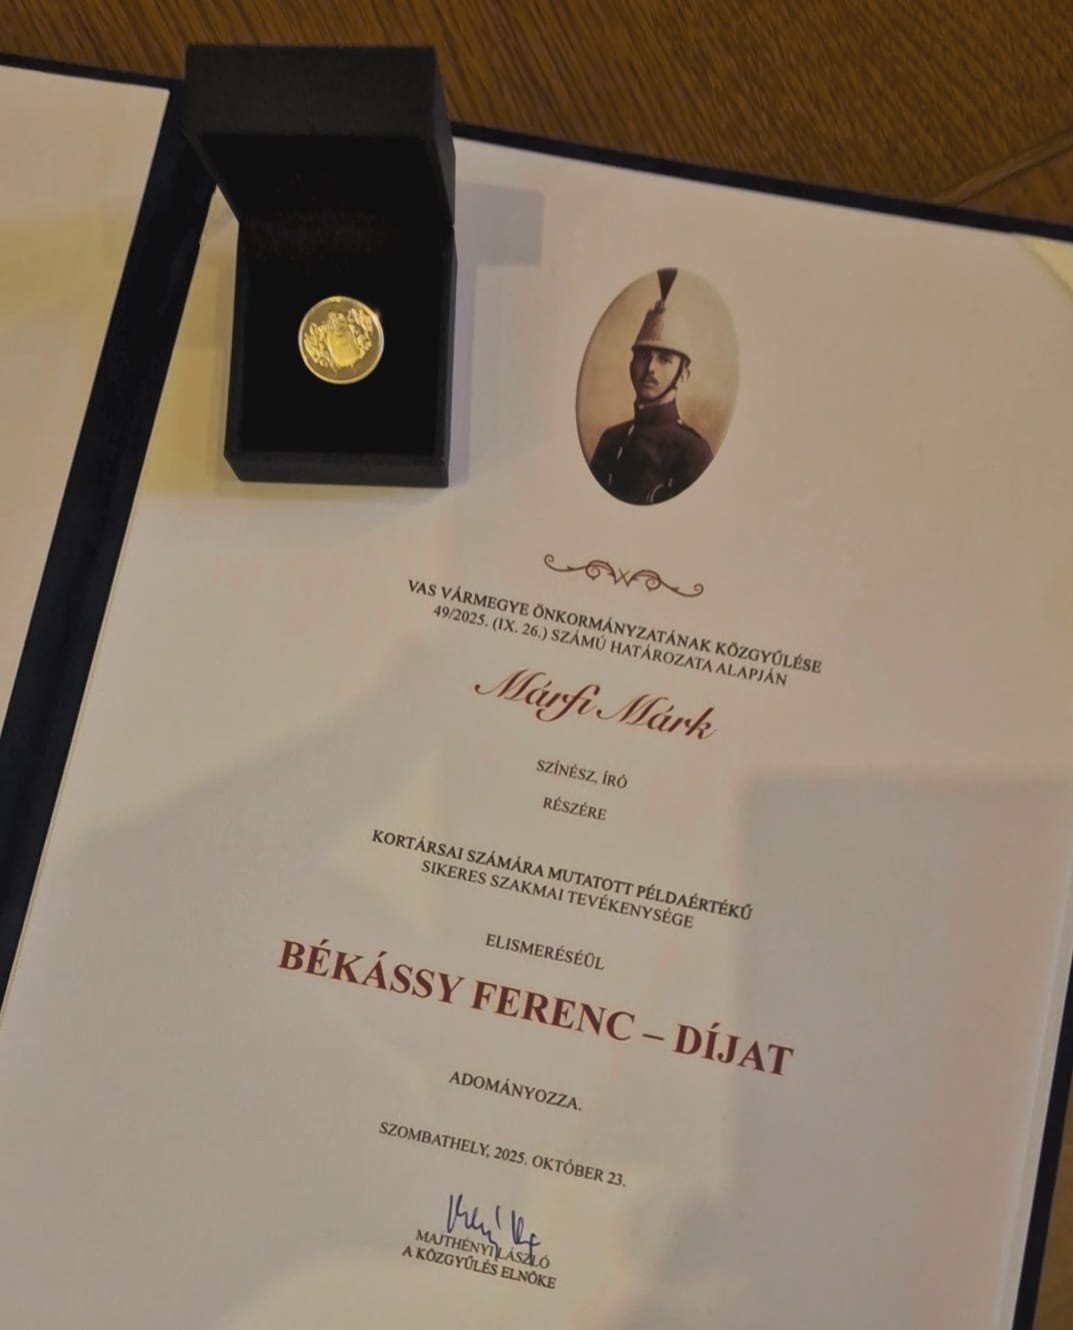 VAS VÁRMEGYE ÖNKORMÁNYZATÁNAK KÖZGYŰLÉSE
49/2025. (IX. 26.) SZÁMÚ HATÁROZATA ALAPJÁN
Márfi Márk
SZÍNÉSZ, ÍRÓ
RÉSZÉRE
KORTÁRSAI SZÁMÁRA MUTATOTT PÉLDAÉRTÉKŰ
SIKERES SZAKMAI TEVÉKENYSÉGE
ELISMERÉSÉÜL
BÉKÁSSY FERENC – DÍJAT
ADOMÁNYOZZA.
SZOMBATHELY, 2025. OKTÓBER 23.
MAJTHÉNYI LÁSZLÓ
A KÖZGYŰLÉS ELNÖKE